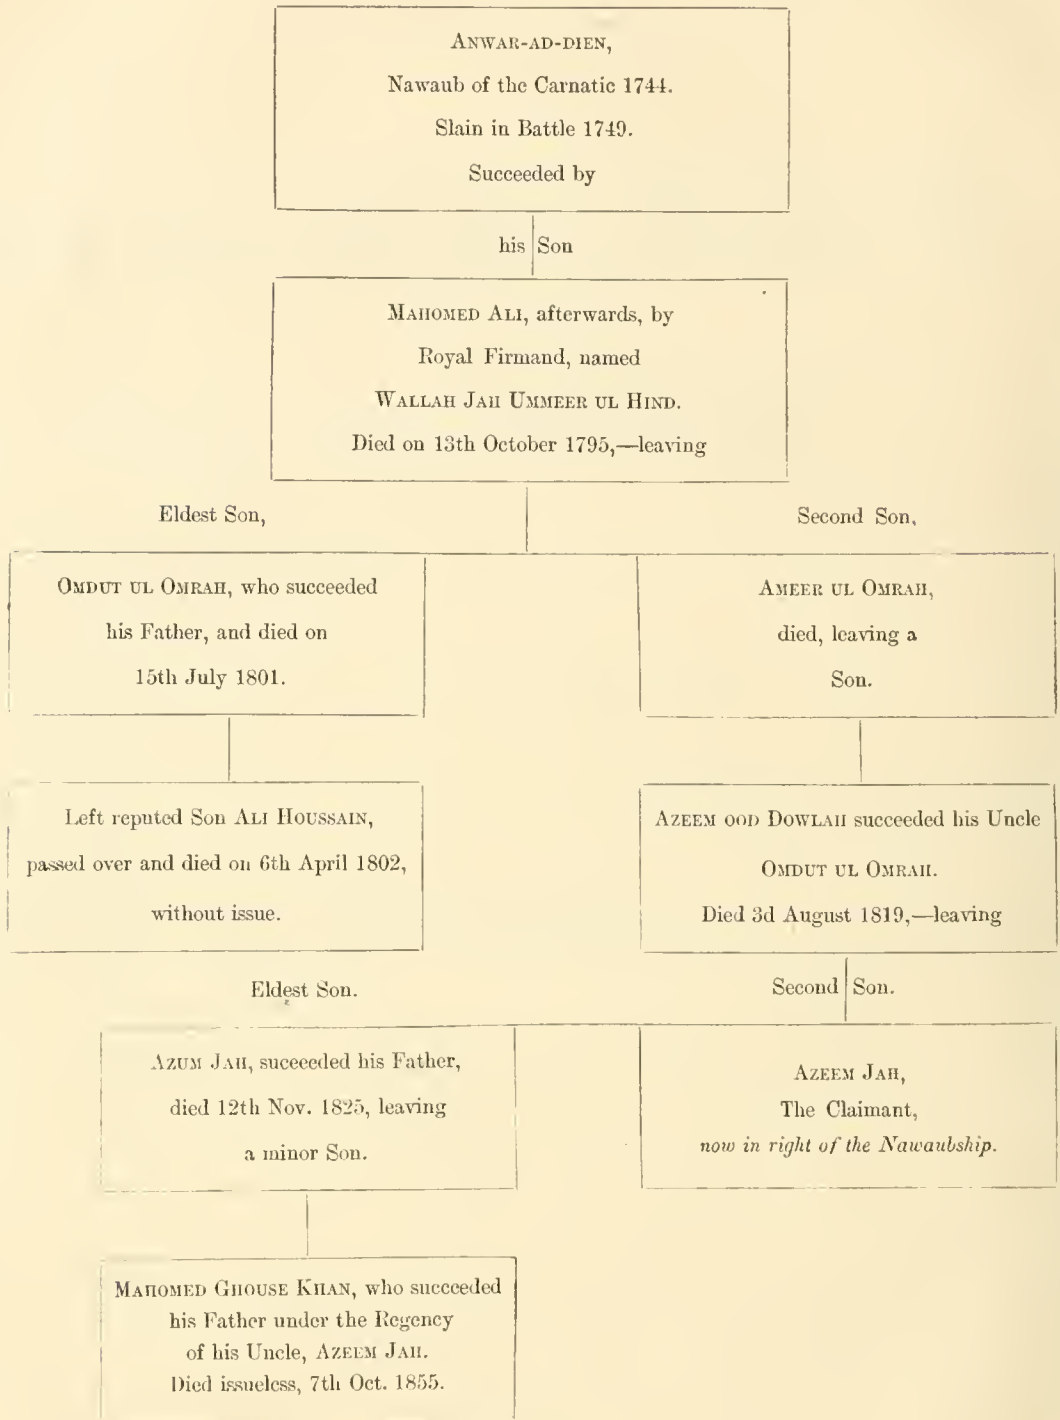 ANWAR-AD-DIEN,
Nawaub of the Carnatic 1744.
Slain in Battle 1749.
Succeeded by
his Son
MAHOMED ALI, afterwards, by
Royal Firmand, named
WALLAH JAH UMMEER UL HIND.
Died on 13th October 1795,—leaving
Eldest Son,
Second Son,
OMDUT UL OMRAH, who succeeded
his Father, and died on
15th July 1801.
AMEER UL OMRAH,
died, leaving a
Son.
Left reputed Son ALI HOUSSAIN,
passed over and died on 6th April 1802,
without issue.
AZEEM OOD DOWLAH succeeded his Uncle
OMDUT UL OMRAH.
Died 3d August 1819,—leaving
Eldest Son.
Second Son.
AZUM JAH, succeeded his Father,
died 12th Nov. 1825, leaving
a minor Son.
AZEEM JAH,
The Claimant,
now in right of the Nawaubship.
MAHOMED GHOUSE KHAN, who succeeded
his Father under the Regency
of his Uncle, AZEEM JAH.
Died issueless, 7th Oct. 1855.